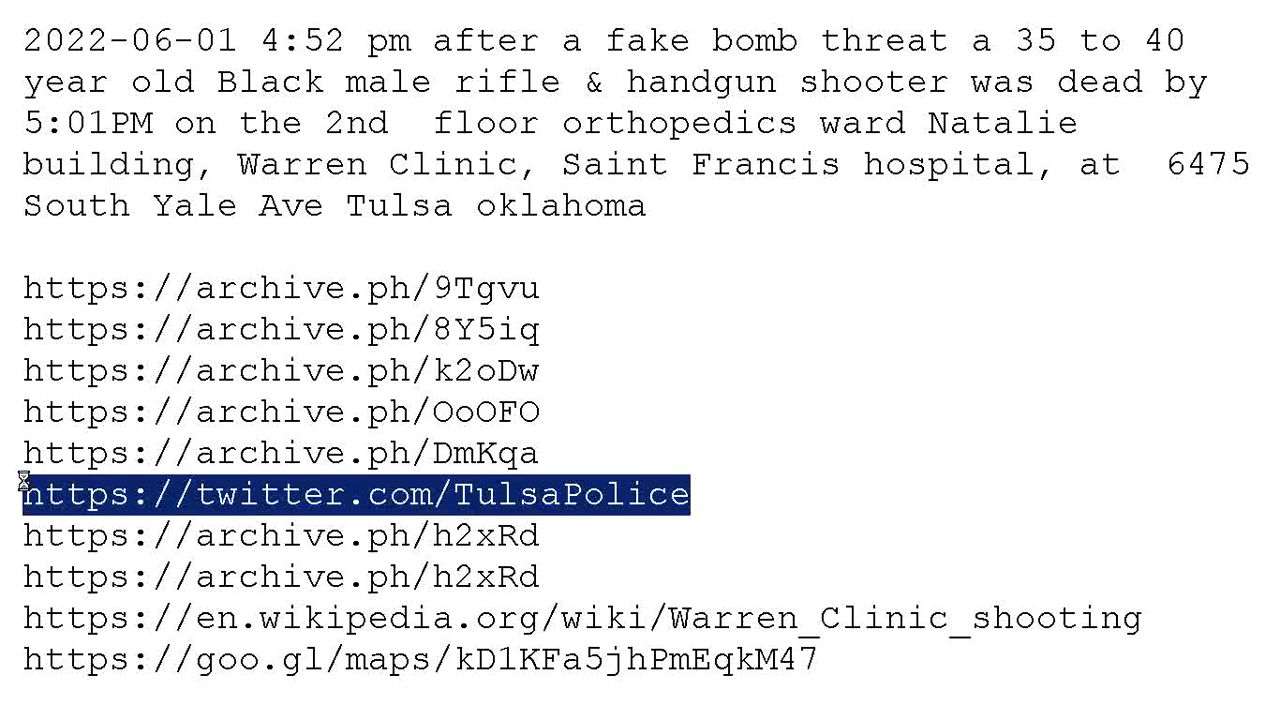 2022-06-01 4:52 pm after a fake bomb threat a 35 to 40
year old Black male rifle & handgun shooter was dead by
5:01PM on the 2nd  floor orthopedics ward Natalie
building, Warren Clinic, Saint Francis hospital, at  6475
South Yale Ave Tulsa oklahoma
https://archive.ph/9Tgvu
https://archive.ph/8Y5iq
https://archive.ph/k2oDw
https://archive.ph/OoOFO
https://archive.ph/DmKqa
https://twitter.com/TulsaPolice
https://archive.ph/h2xRd
https://archive.ph/h2xRd
https://en.wikipedia.org/wiki/Warren_Clinic_shooting
https://goo.gl/maps/kD1KFa5jhPmEqkM47